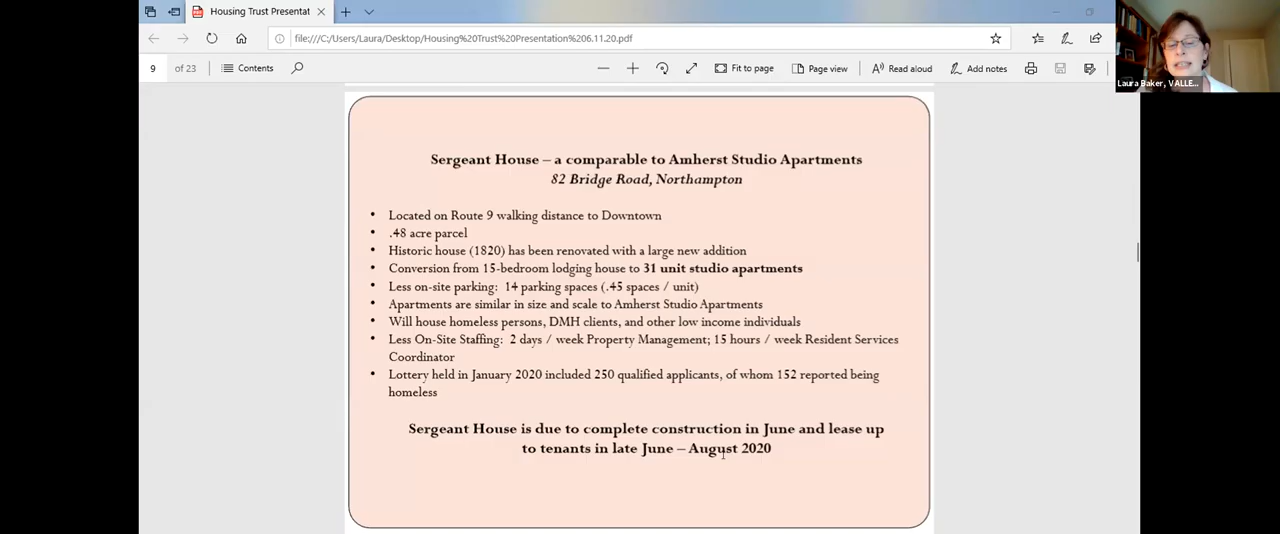 Housing Trust Presentat
file:///C:/Users/Laura/Desktop/Housing%20Trust%20Presentation%206.11.20.pdf
9 of 23 Contents Fit to page Page view Read aloud Add notes
Laura Baker, VALLE...
Sergeant House – a comparable to Amherst Studio Apartments
82 Bridge Road, Northampton
• Located on Route 9 walking distance to Downtown
• .48 acre parcel
• Historic house (1820) has been renovated with a large new addition
• Conversion from 15-bedroom lodging house to 31 unit studio apartments
• Less on-site parking: 14 parking spaces (.45 spaces / unit)
• Apartments are similar in size and scale to Amherst Studio Apartments
• Will house homeless persons, DMH clients, and other low income individuals
• Less On-Site Staffing: 2 days / week Property Management; 15 hours / week Resident Services
Coordinator
• Lottery held in January 2020 included 250 qualified applicants, of whom 152 reported being
homeless
Sergeant House is due to complete construction in June and lease up
to tenants in late June – August 2020